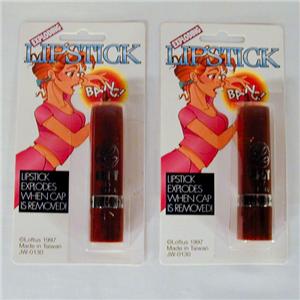 EXPLODING
LIPSTICK
BANG!
LIPSTICK
EXPLODES
WHEN CAP
IS REMOVED!
©Loftus 1997
Made in Taiwan
JW-0130
EXPLODING
LIPSTICK
BANG!
LIPSTICK
EXPLODES
WHEN CAP
IS REMOVED!
©Loftus 1997
Made in Taiwan
JW-0130